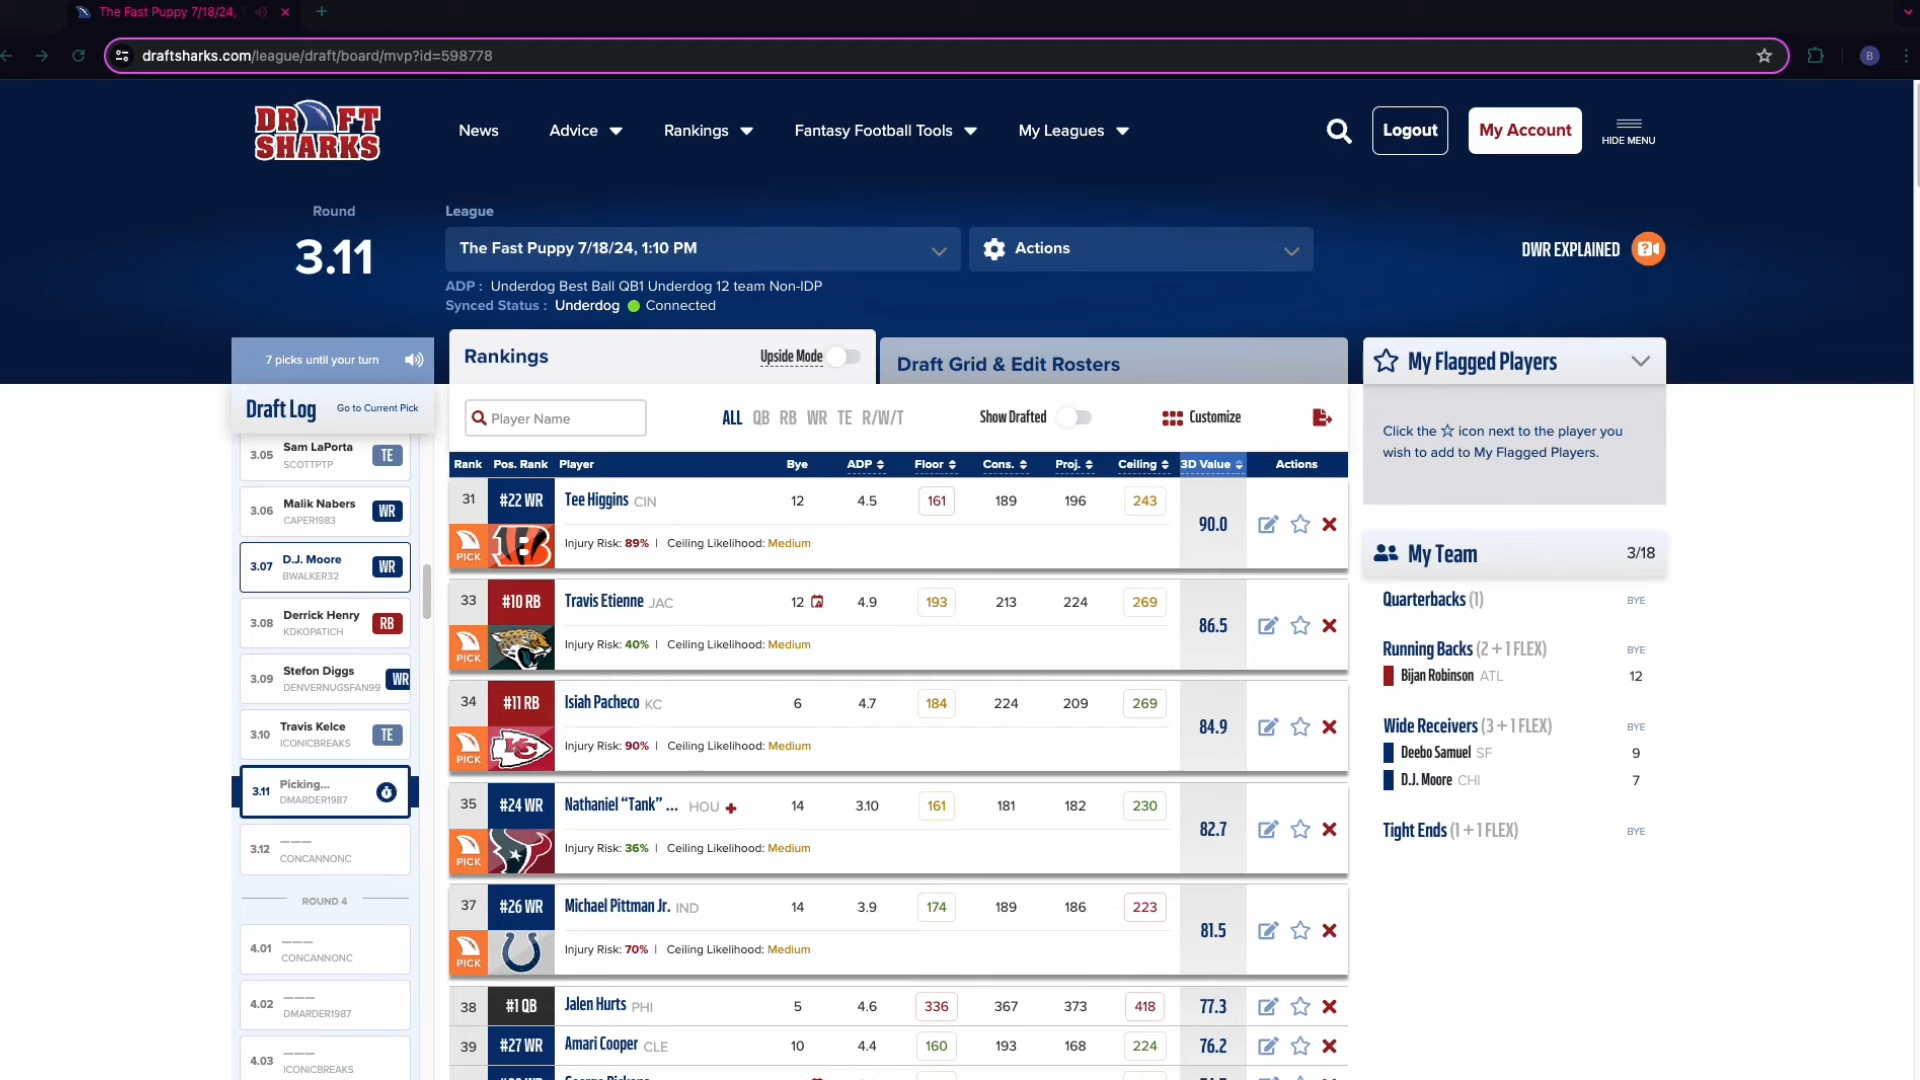 The Fast Puppy 7/18/24,
draftsharks.com/league/draft/board/mvp?id=598778
DRAFT
SHARKS
News
Advice
Rankings
Fantasy Football Tools
My Leagues
Logout
My Account
HIDE MENU
Round
3.11
League
The Fast Puppy 7/18/24, 1:10 PM
Actions
ADP : Underdog Best Ball QB1 Underdog 12 team Non-IDP
Synced Status : Underdog Connected
DWR EXPLAINED
7 picks until your turn
Draft Log Go to Current Pick
3.05 Sam LaPorta TE
SCOTTPTP
3.06 Malik Nabers WR
CAPER1983
3.07 D.J. Moore WR
BWALKER32
3.08 Derrick Henry RB
KDKOPATICH
3.09 Stefon Diggs WR
DENVERNUGSFAN99
3.10 Travis Kelce TE
ICONICBREAKS
3.11 Picking...
DMARDER1987
3.12 ———
CONCANNONC
ROUND 4
4.01 ———
CONCANNONC
4.02 ———
DMARDER1987
4.03 ———
ICONICBREAKS
Rankings Upside Mode
Draft Grid & Edit Rosters
Player Name
ALL QB RB WR TE R/W/T
Show Drafted
Customize
Rank Pos. Rank Player Bye ADP Floor Cons. Proj. Ceiling 3D Value Actions
31 #22 WR Tee Higgins CIN 12 4.5 161 189 196 243 90.0
PICK Injury Risk: 89% | Ceiling Likelihood: Medium
33 #10 RB Travis Etienne JAC 12 4.9 193 213 224 269 86.5
PICK Injury Risk: 40% | Ceiling Likelihood: Medium
34 #11 RB Isiah Pacheco KC 6 4.7 184 224 209 269 84.9
PICK KC Injury Risk: 90% | Ceiling Likelihood: Medium
35 #24 WR Nathaniel “Tank” ... HOU 14 3.10 161 181 182 230 82.7
PICK Injury Risk: 36% | Ceiling Likelihood: Medium
37 #26 WR Michael Pittman Jr. IND 14 3.9 174 189 186 223 81.5
PICK Injury Risk: 70% | Ceiling Likelihood: Medium
38 #1 QB Jalen Hurts PHI 5 4.6 336 367 373 418 77.3
39 #27 WR Amari Cooper CLE 10 4.4 160 193 168 224 76.2
My Flagged Players
Click the ☆ icon next to the player you
wish to add to My Flagged Players.
My Team 3/18
Quarterbacks (1) BYE
Running Backs (2 + 1 FLEX) BYE
Bijan Robinson ATL 12
Wide Receivers (3 + 1 FLEX) BYE
Deebo Samuel SF 9
D.J. Moore CHI 7
Tight Ends (1 + 1 FLEX) BYE